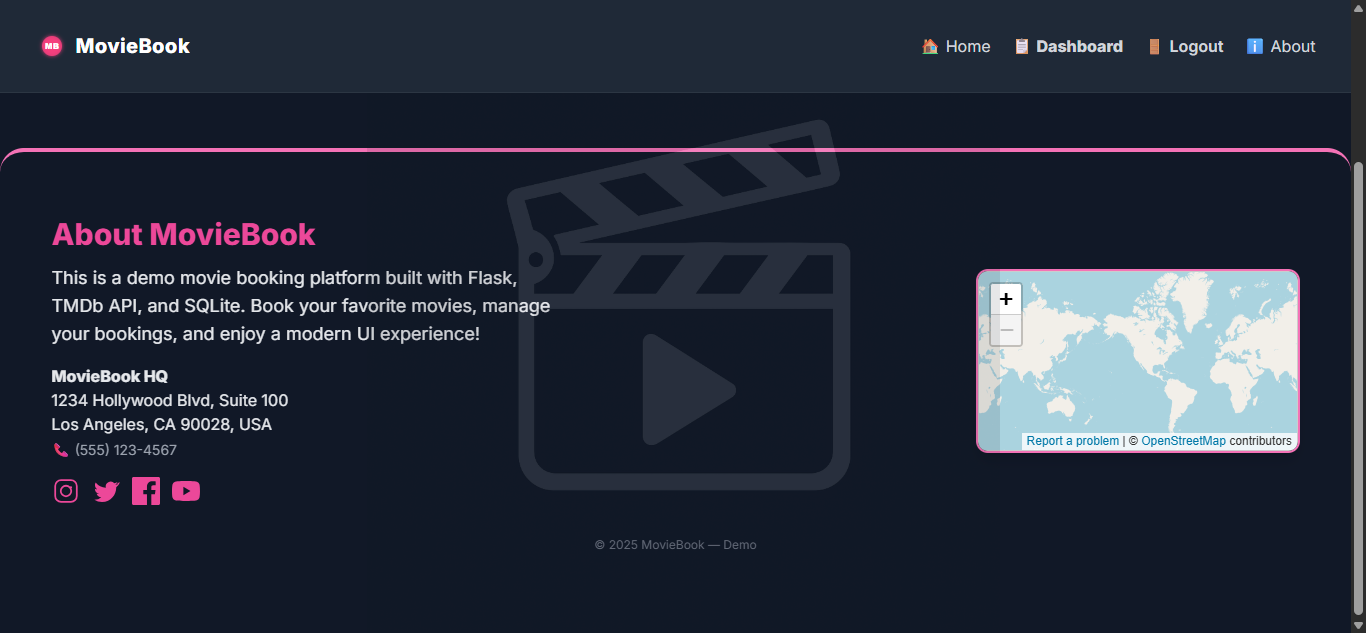 MB MovieBook
Home Dashboard Logout About
About MovieBook
This is a demo movie booking platform built with Flask,
TMDb API, and SQLite. Book your favorite movies, manage
your bookings, and enjoy a modern UI experience!
MovieBook HQ
1234 Hollywood Blvd, Suite 100
Los Angeles, CA 90028, USA
(555) 123-4567
+
−
Report a problem | © OpenStreetMap contributors
© 2025 MovieBook — Demo